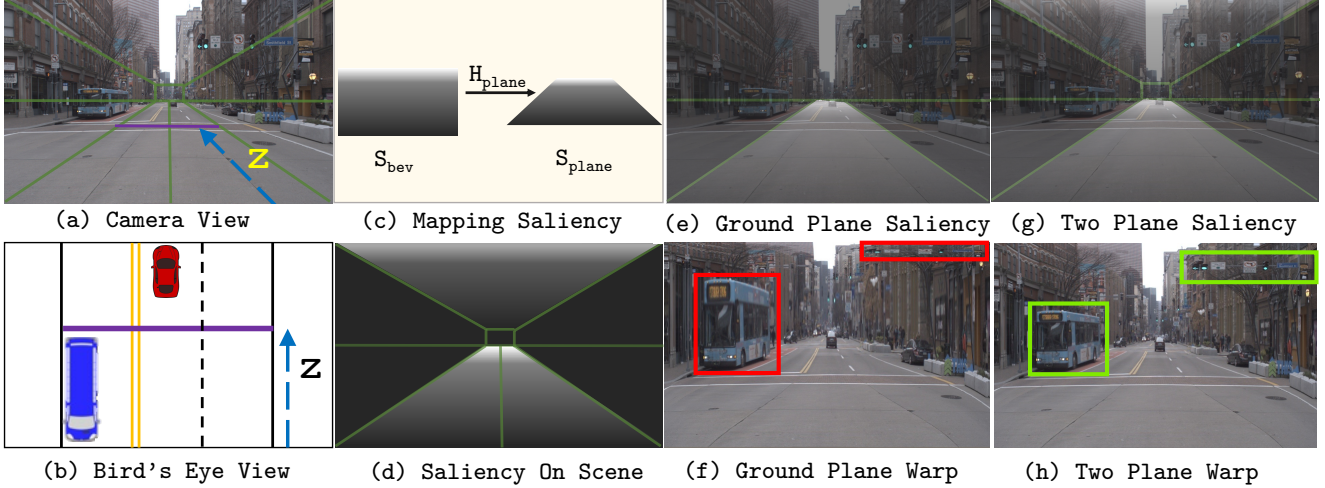 Z
(a) Camera View
H_plane
S_bev
S_plane
(c) Mapping Saliency
(e) Ground Plane Saliency
(g) Two Plane Saliency
Z
(b) Bird's Eye View
(d) Saliency On Scene
(f) Ground Plane Warp
(h) Two Plane Warp